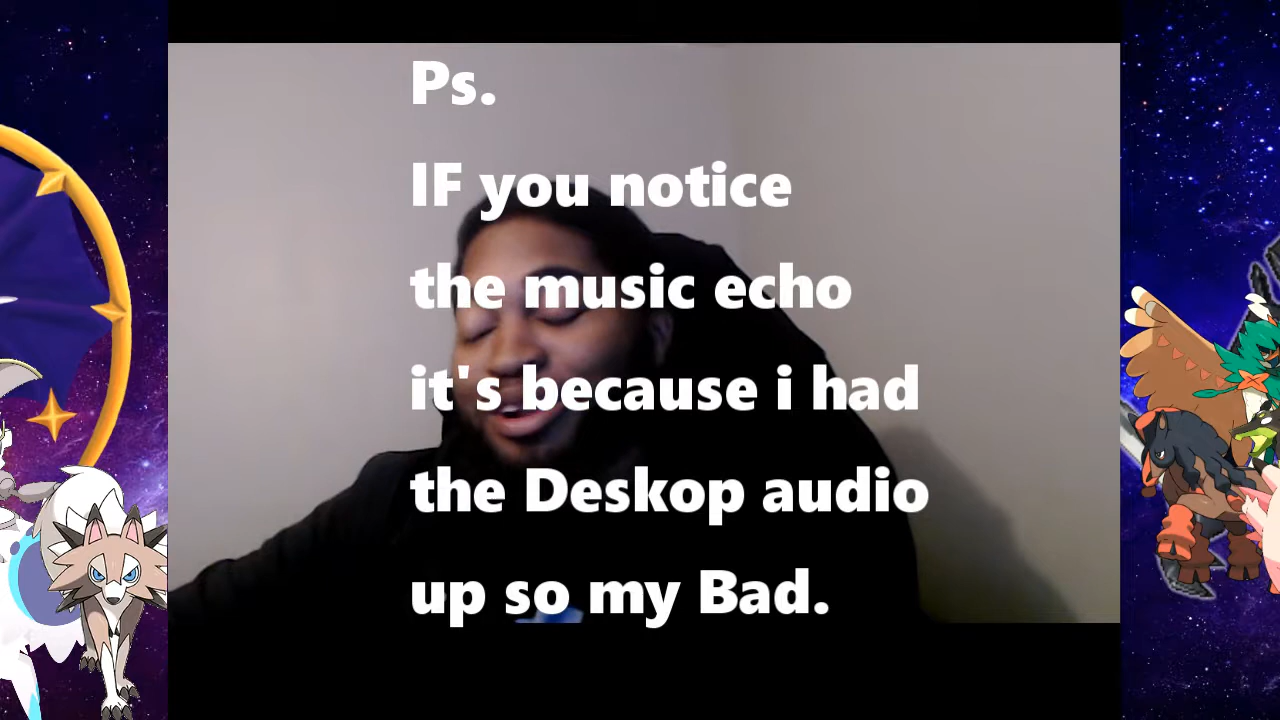 Ps.
IF you notice
the music echo
it's because i had
the Deskop audio
up so my Bad.